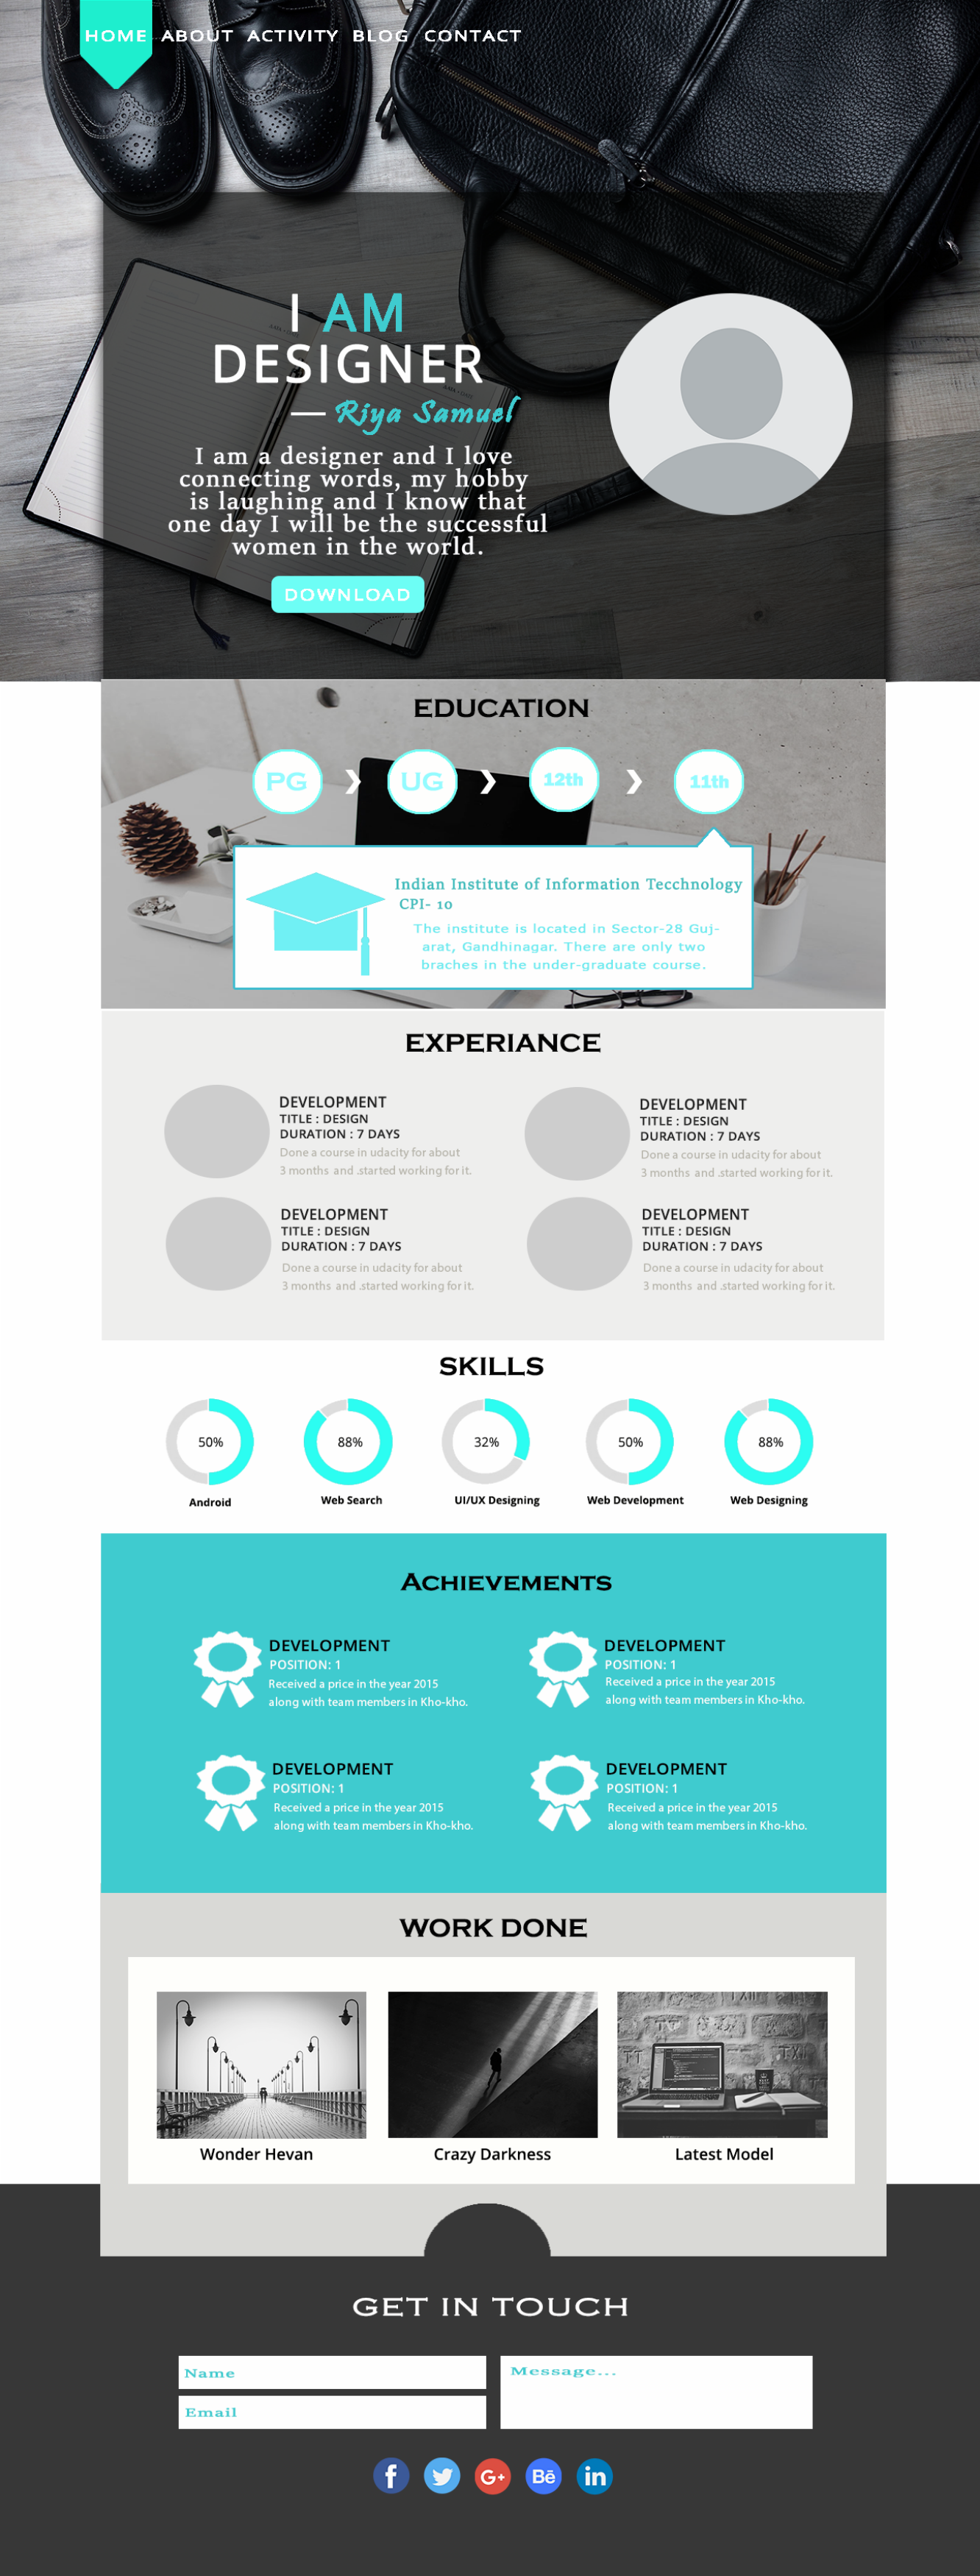 HOME ABOUT ACTIVITY BLOG CONTACT
I AM
DESIGNER
— Riya Samuel
I am a designer and I love
connecting words, my hobby
is laughing and I know that
one day I will be the successful
women in the world.
DOWNLOAD
EDUCATION
PG
UG
12th
11th
Indian Institute of Information Tecchnology
CPI- 10
The institute is located in Sector-28 Guj-
arat, Gandhinagar. There are only two
braches in the under-graduate course.
EXPERIANCE
DEVELOPMENT
TITLE : DESIGN
DURATION : 7 DAYS
Done a course in udacity for about
3 months and .started working for it.
DEVELOPMENT
TITLE : DESIGN
DURATION : 7 DAYS
Done a course in udacity for about
3 months and .started working for it.
DEVELOPMENT
TITLE : DESIGN
DURATION : 7 DAYS
Done a course in udacity for about
3 months and .started working for it.
DEVELOPMENT
TITLE : DESIGN
DURATION : 7 DAYS
Done a course in udacity for about
3 months and .started working for it.
SKILLS
50%
88%
32%
50%
88%
Android
Web Search
UI/UX Designing
Web Development
Web Designing
ACHIEVEMENTS
DEVELOPMENT
POSITION: 1
Received a price in the year 2015
along with team members in Kho-kho.
DEVELOPMENT
POSITION: 1
Received a price in the year 2015
along with team members in Kho-kho.
DEVELOPMENT
POSITION: 1
Received a price in the year 2015
along with team members in Kho-kho.
DEVELOPMENT
POSITION: 1
Received a price in the year 2015
along with team members in Kho-kho.
WORK DONE
Wonder Hevan
Crazy Darkness
Latest Model
GET IN TOUCH
Name
Message...
Email
f
G+
Bē
in